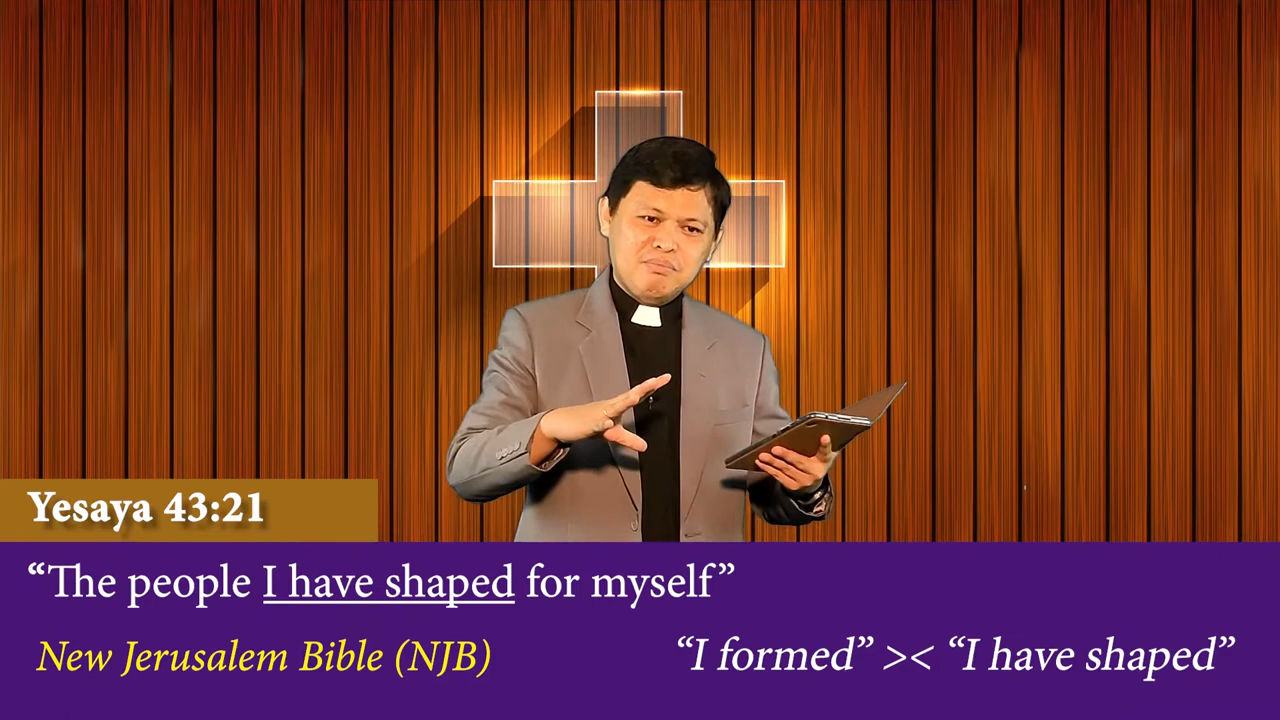 Yesaya 43:21
“The people I have shaped for myself”
New Jerusalem Bible (NJB)
“I formed” >< “I have shaped”